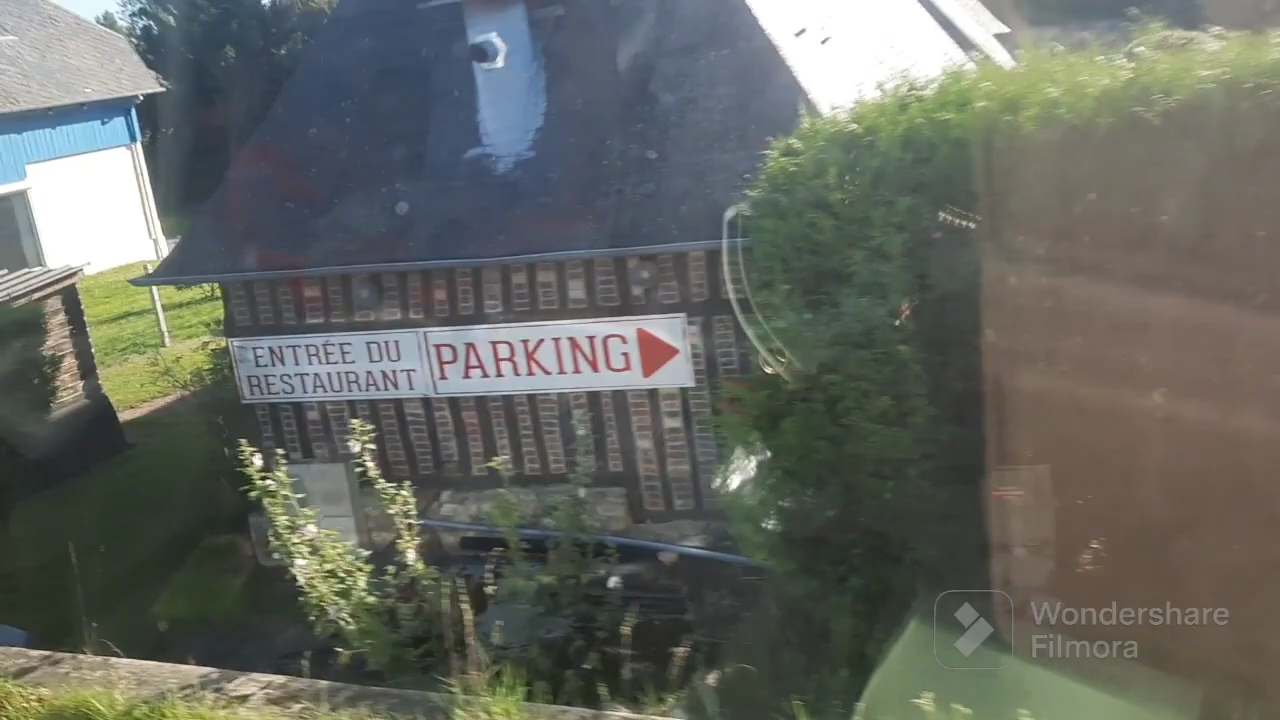 ENTRÉE DU
RESTAURANT
PARKING
Wondershare
Filmora